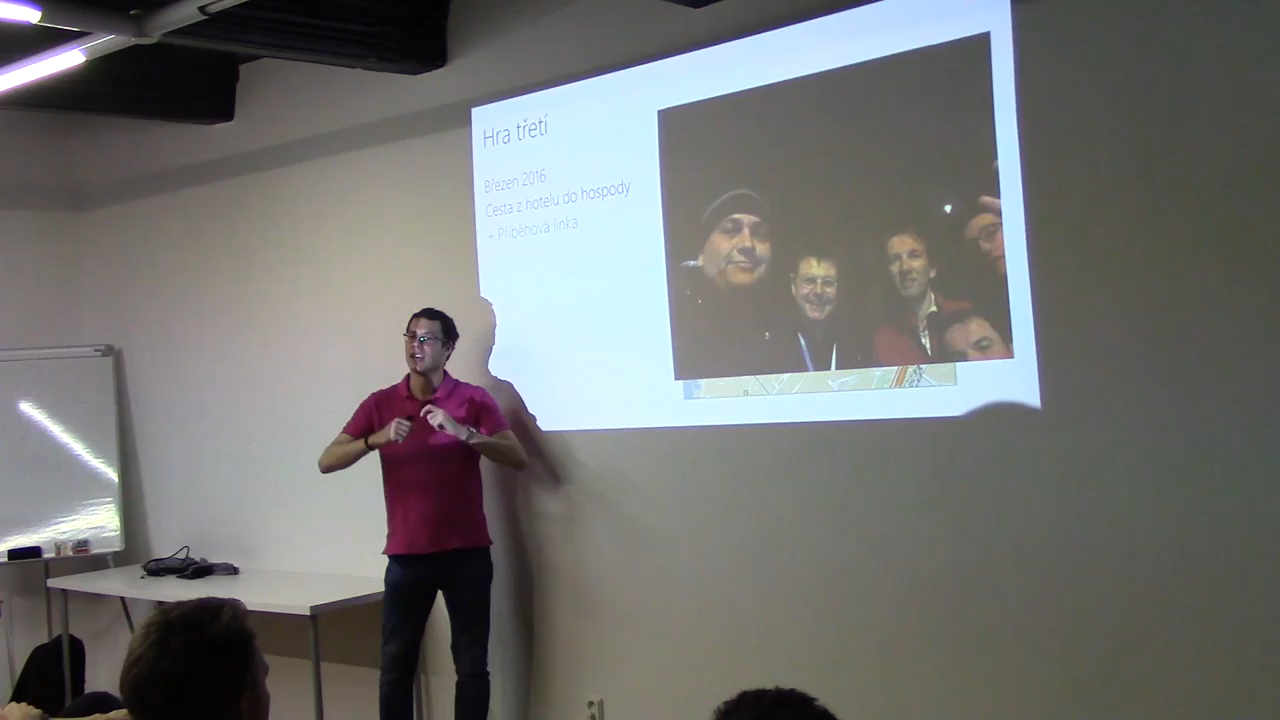 Hra třetí
Březen 2016
Cesta z hotelu do hospody
+ Příběhová linka